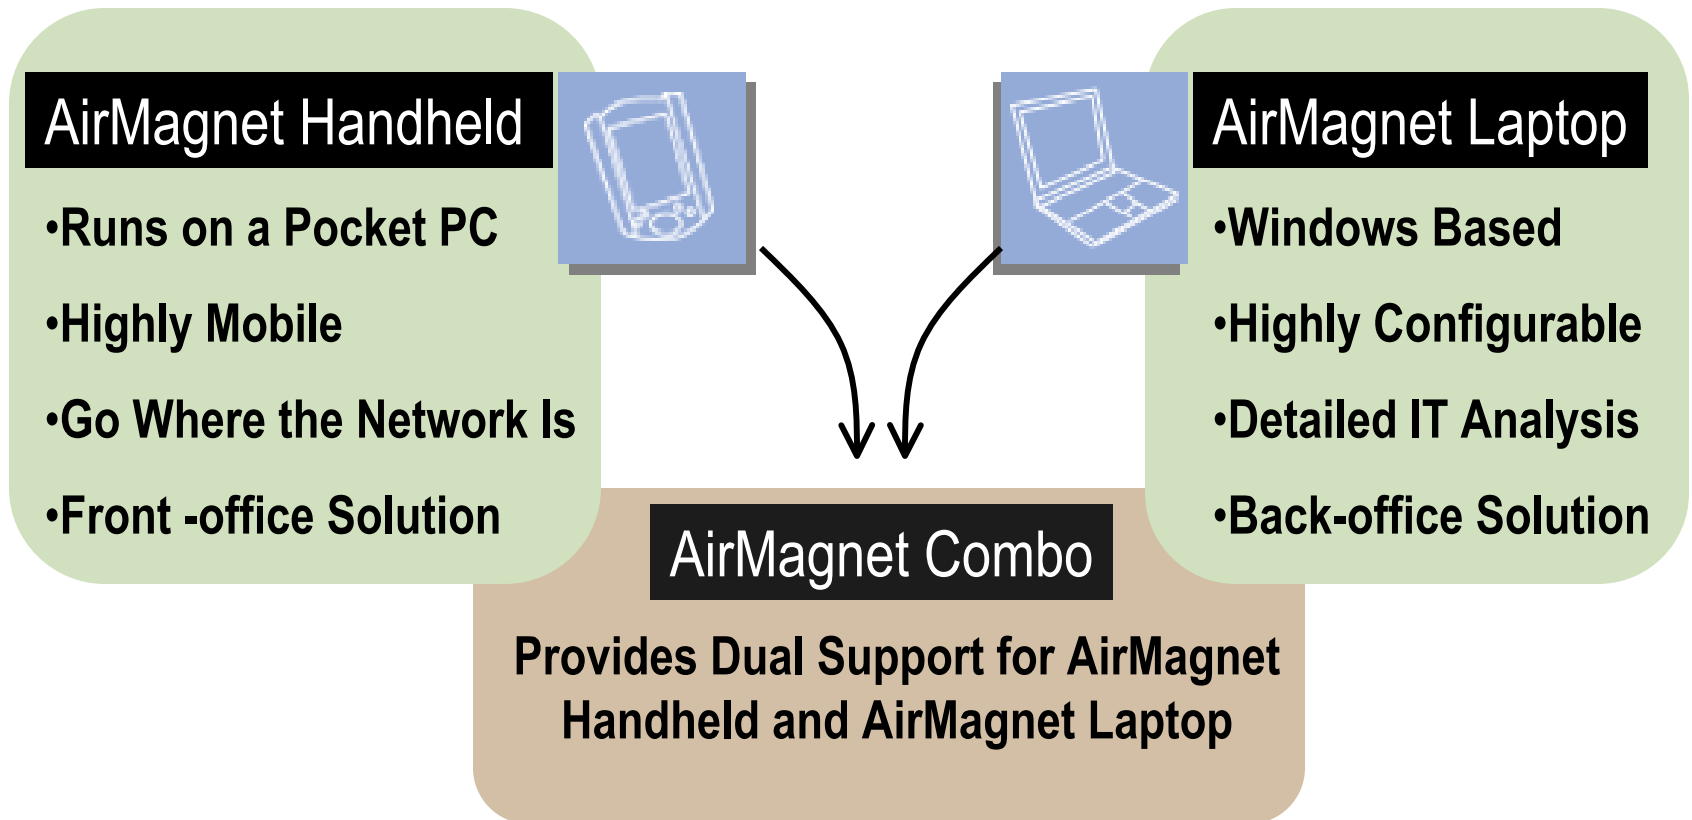 AirMagnet Handheld
•Runs on a Pocket PC
•Highly Mobile
•Go Where the Network Is
•Front -office Solution
AirMagnet Laptop
•Windows Based
•Highly Configurable
•Detailed IT Analysis
•Back-office Solution
AirMagnet Combo
Provides Dual Support for AirMagnet
Handheld and AirMagnet Laptop